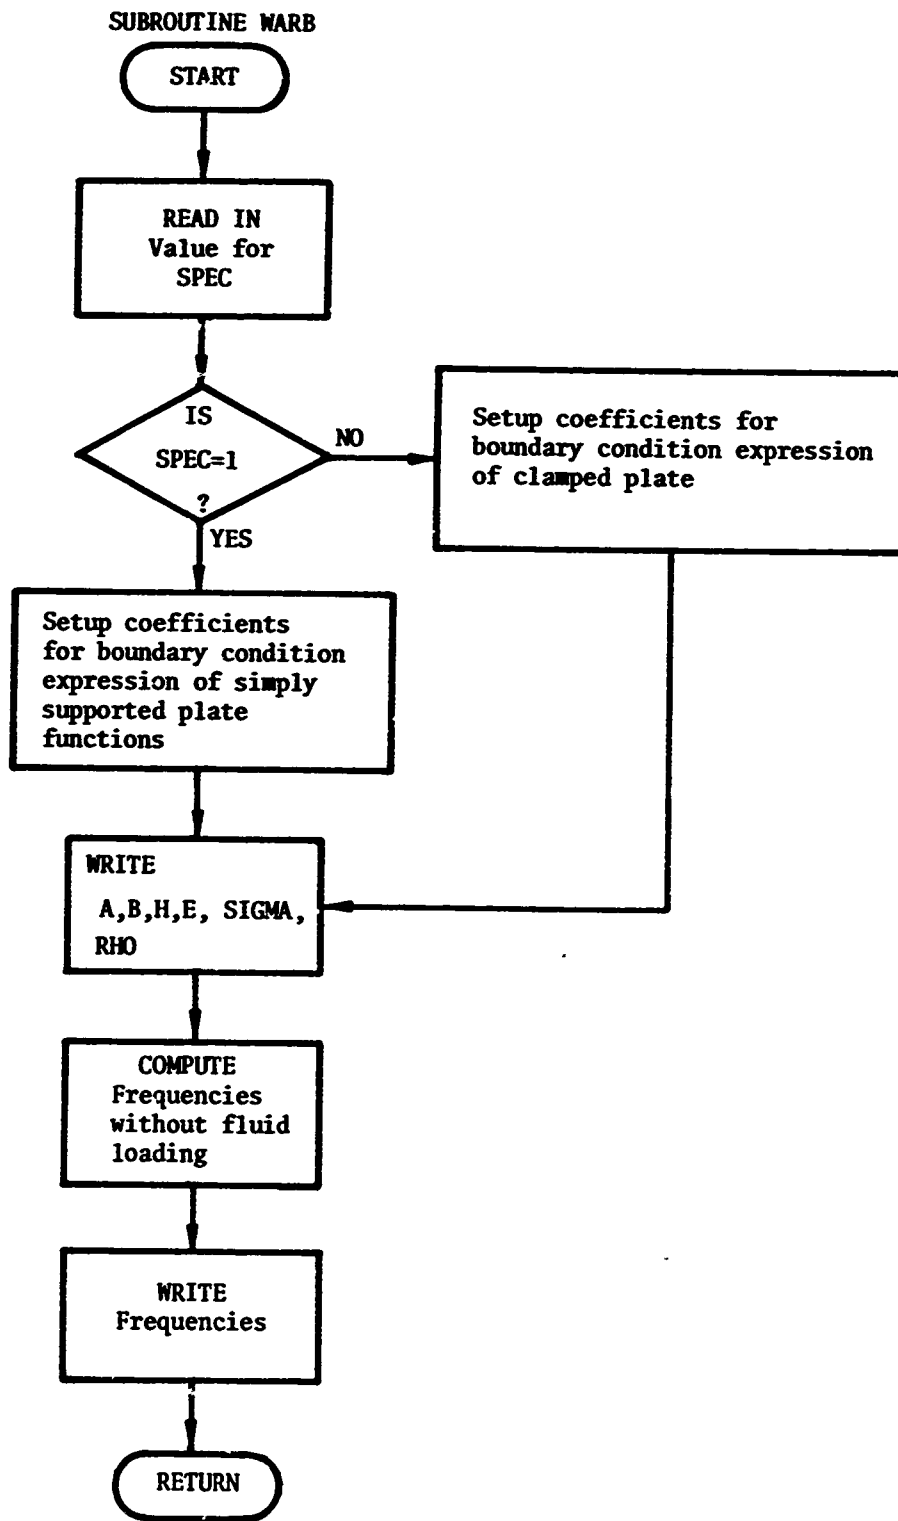 SUBROUTINE WARB
START
READ IN
Value for
SPEC
IS
SPEC=1
?
NO
YES
Setup coefficients for
boundary condition expression
of clamped plate
Setup coefficients
for boundary condition
expression of simply
supported plate
functions
WRITE
A,B,H,E, SIGMA,
RHO
COMPUTE
Frequencies
without fluid
loading
WRITE
Frequencies
RETURN